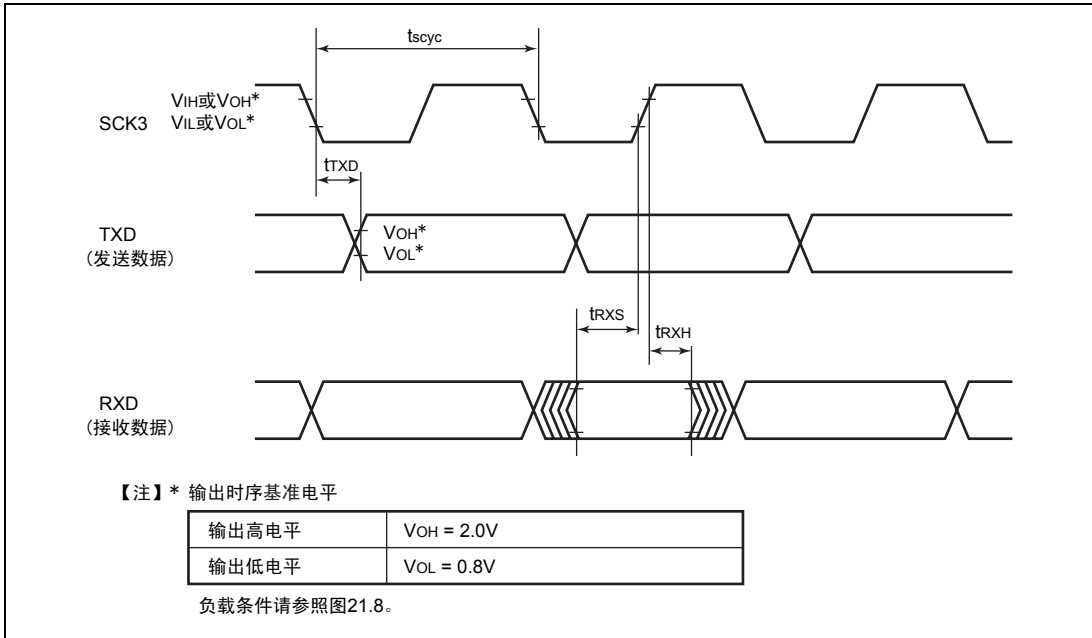 tscyc
VIH或VOH*
VIL或VOL*
SCK3
tTXD
TXD
(发送数据)
VOH*
VOL*
tRXS
tRXH
RXD
(接收数据)
【注】* 输出时序基准电平
输出高电平 VOH = 2.0V
输出低电平 VOL = 0.8V
负载条件请参照图21.8。